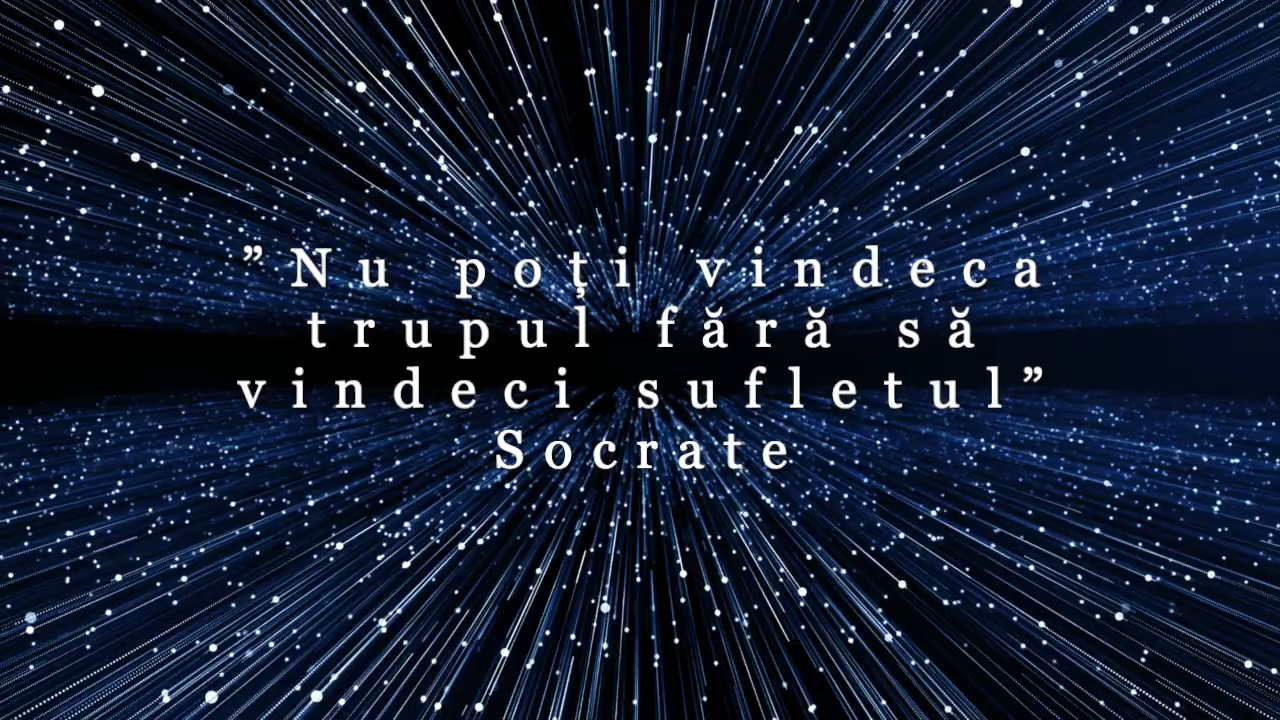 ”Nu poți vindeca
trupul fără să
vindeci sufletul”
Socrate